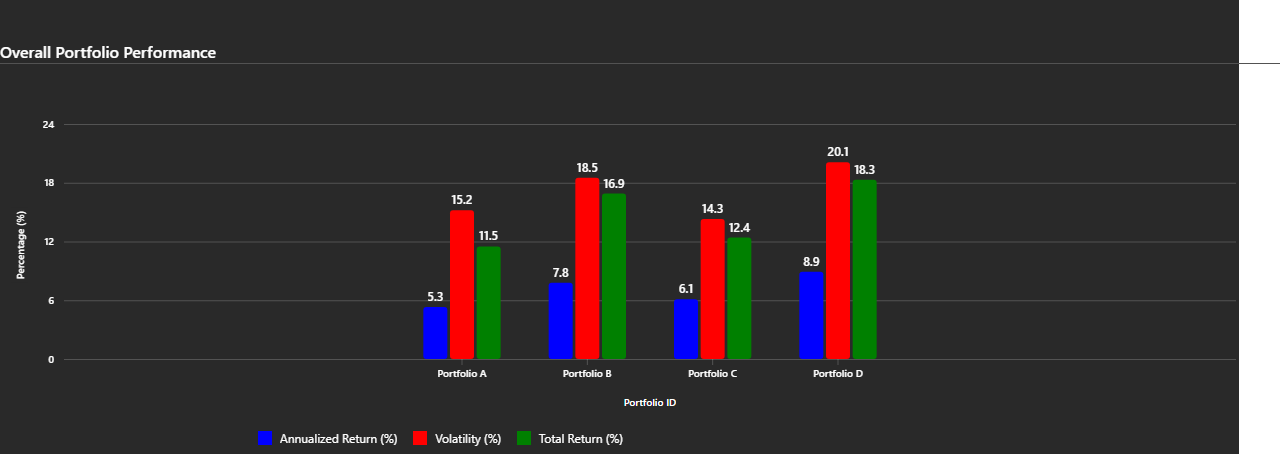 Overall Portfolio Performance
24
18
12
6
0
Percentage (%)
5.3
15.2
11.5
7.8
18.5
16.9
6.1
14.3
12.4
8.9
20.1
18.3
Portfolio A
Portfolio B
Portfolio C
Portfolio D
Portfolio ID
Annualized Return (%)
Volatility (%)
Total Return (%)